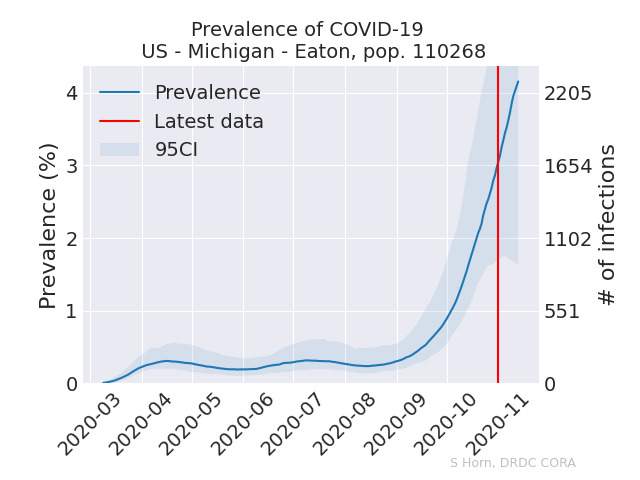 Prevalence of COVID-19
US - Michigan - Eaton, pop. 110268
Prevalence
Latest data
95CI
Prevalence (%)
4
3
2
1
0
2205
1654
1102
551
0
# of infections
2020-03
2020-04
2020-05
2020-06
2020-07
2020-08
2020-09
2020-10
2020-11
S Horn, DRDC CORA